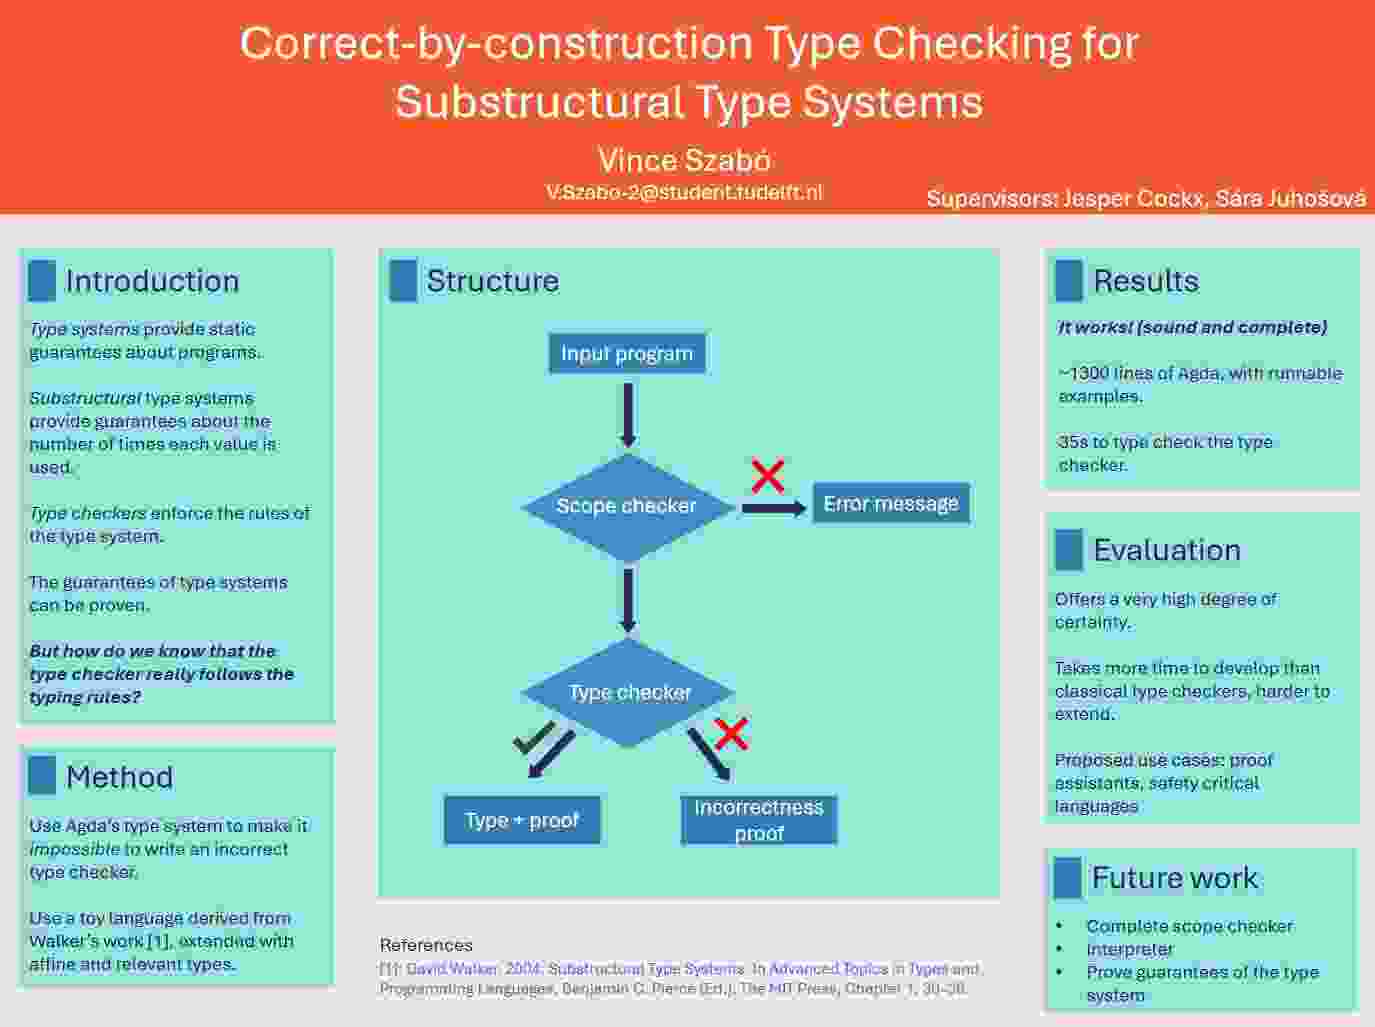 Correct-by-construction Type Checking for
Substructural Type Systems
Vince Szabó
V.Szabo-2@student.tudelft.nl
Supervisors: Jesper Cockx, Sára Juhošová
Introduction
Type systems provide static
guarantees about programs.
Substructural type systems
provide guarantees about the
number of times each value is
used.
Type checkers enforce the rules of
the type system.
The guarantees of type systems
can be proven.
But how do we know that the
type checker really follows the
typing rules?
Method
Use Agda's type system to make it
impossible to write an incorrect
type checker.
Use a toy language derived from
Walker's work [1], extended with
affine and relevant types.
Structure
Input program
Scope checker
Error message
Type checker
Type + proof
Incorrectness
proof
References
[1]: David Walker. 2004. Substructural Type Systems. In Advanced Topics in Types and
Programming Languages, Benjamin C. Pierce (Ed.). The MIT Press, Chapter 1,
Results
It works! (sound and complete)
~1300 lines of Agda, with runnable
examples.
35s to type check the type
checker.
Evaluation
Offers a very high degree of
certainty.
Takes more time to develop than
classical type checkers, harder to
extend.
Proposed use cases: proof
assistants, safety critical
languages
Future work
• Complete scope checker
• Interpreter
• Prove guarantees of the type
system